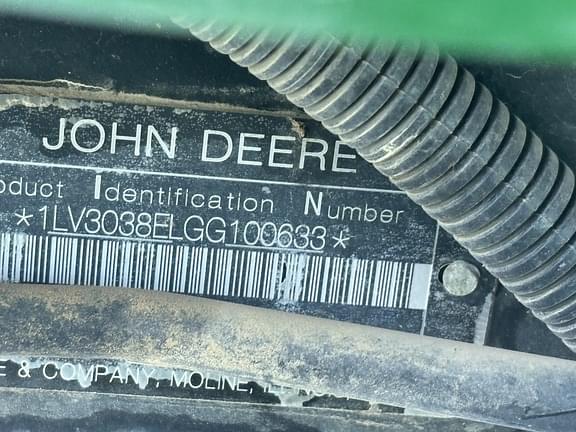 JOHN DEERE
oduct Identification Number
*1LV3038ELGG100633*
E & COMPANY, MOLINE,